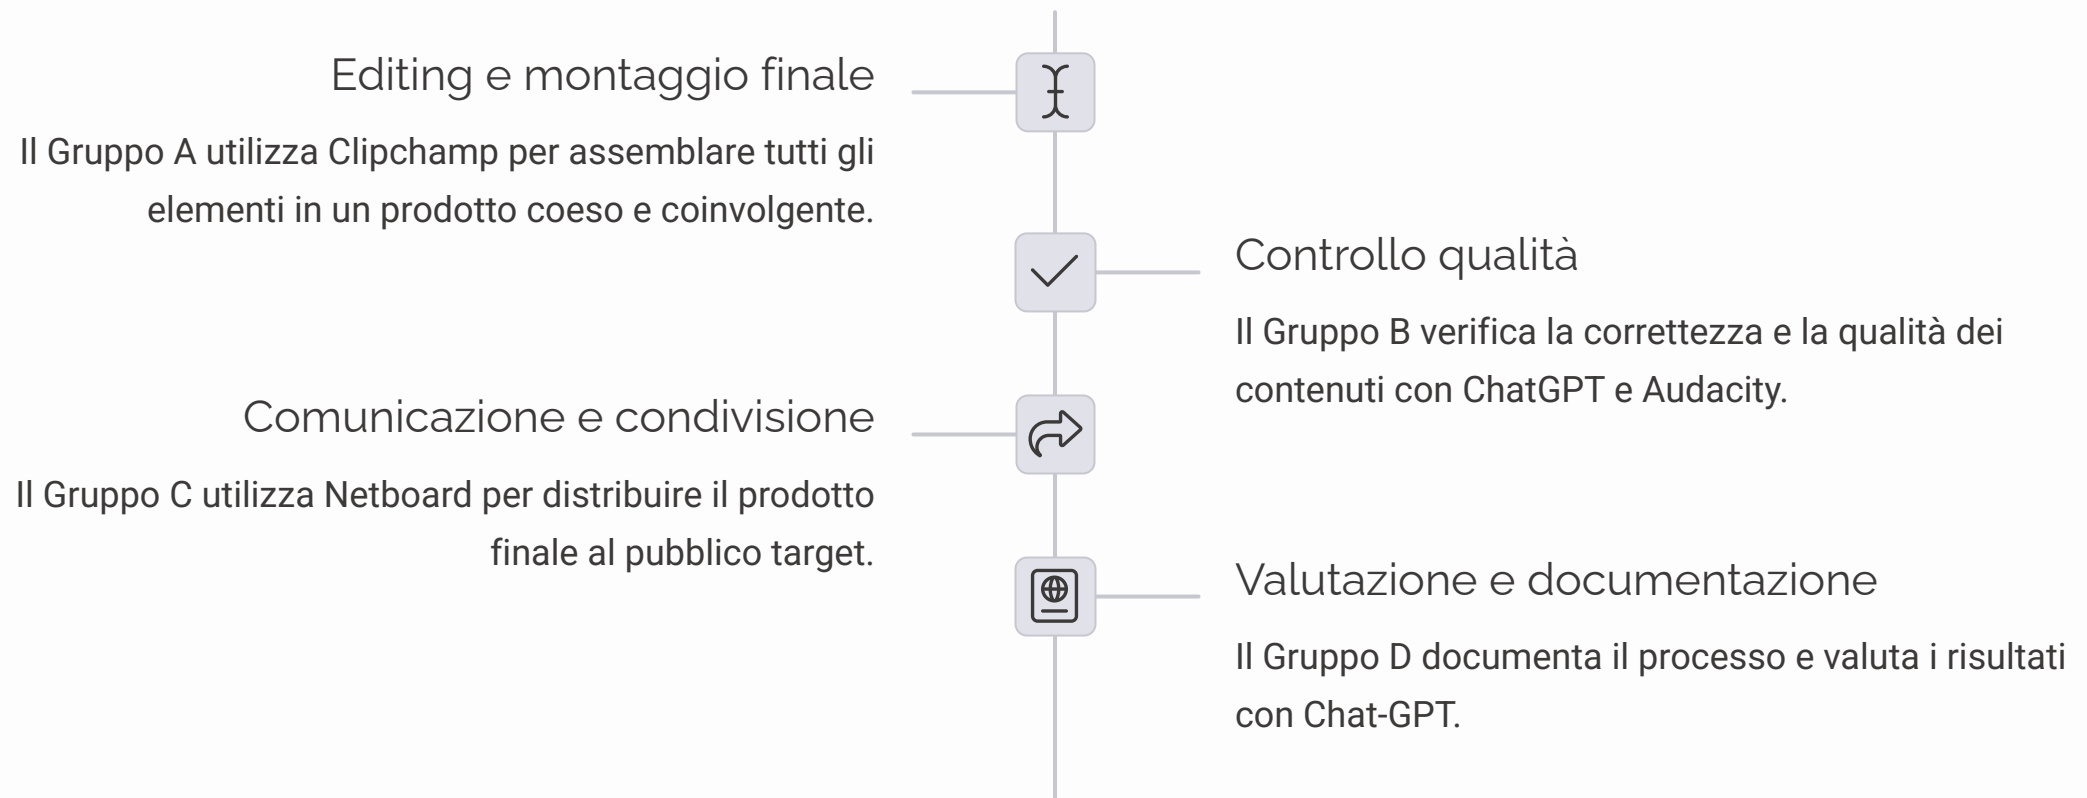 Editing e montaggio finale
Il Gruppo A utilizza Clipchamp per assemblare tutti gli
elementi in un prodotto coeso e coinvolgente.
Controllo qualità
Il Gruppo B verifica la correttezza e la qualità dei
contenuti con ChatGPT e Audacity.
Comunicazione e condivisione
Il Gruppo C utilizza Netboard per distribuire il prodotto
finale al pubblico target.
Valutazione e documentazione
Il Gruppo D documenta il processo e valuta i risultati
con Chat-GPT.